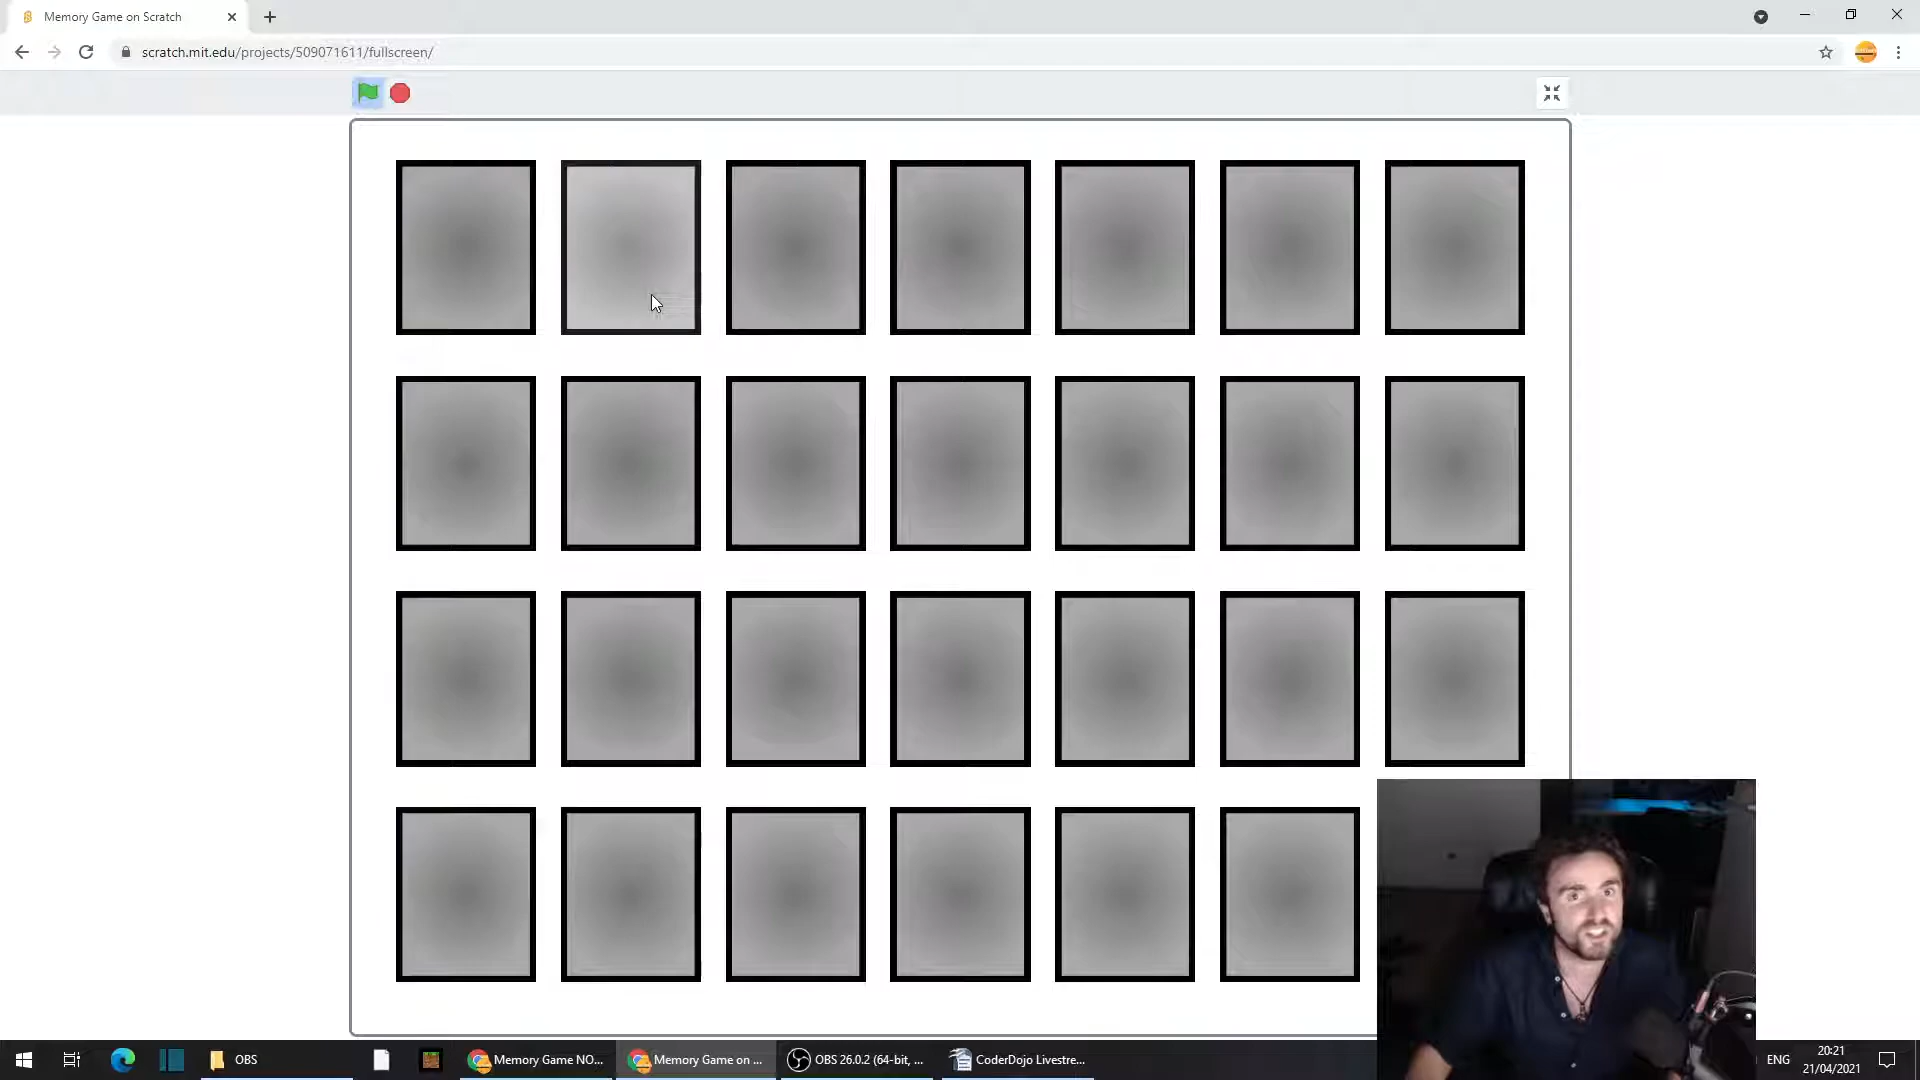 Memory Game on Scratch
scratch.mit.edu/projects/509071611/fullscreen/
OBS
Memory Game NO...
Memory Game on ...
OBS 26.0.2 (64-bit, ...
CoderDojo Livestre...
ENG
20:21
21/04/2021